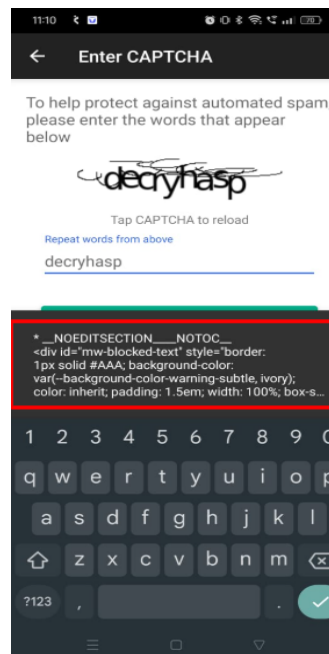 11:10
70
Enter CAPTCHA
To help protect against automated spam
please enter the words that appear
below
decryhasp
Tap CAPTCHA to reload
Repeat words from above
decryhasp
* __NOEDITSECTION____NOTOC__
<div id="mw-blocked-text" style="border:
1px solid #AAA; background-color:
var(--background-color-warning-subtle, ivory);
color: inherit; padding: 1.5em; width: 100%; box-s...
1 2 3 4 5 6 7 8 9 0
q w e r t y u i o p
a s d f g h j k l
z x c v b n m
?123 , .